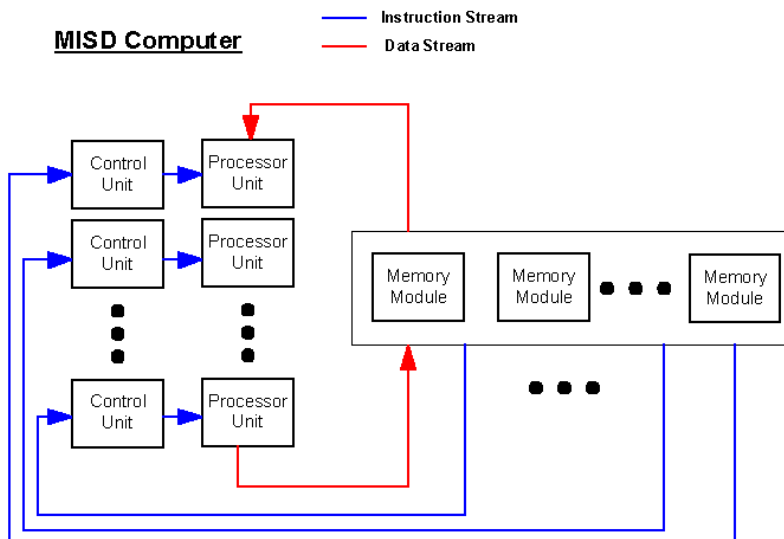 Instruction Stream
MISD Computer
Data Stream
Control
Unit
Processor
Unit
Control
Unit
Processor
Unit
Memory
Module
Memory
Module
Memory
Module
Control
Unit
Processor
Unit